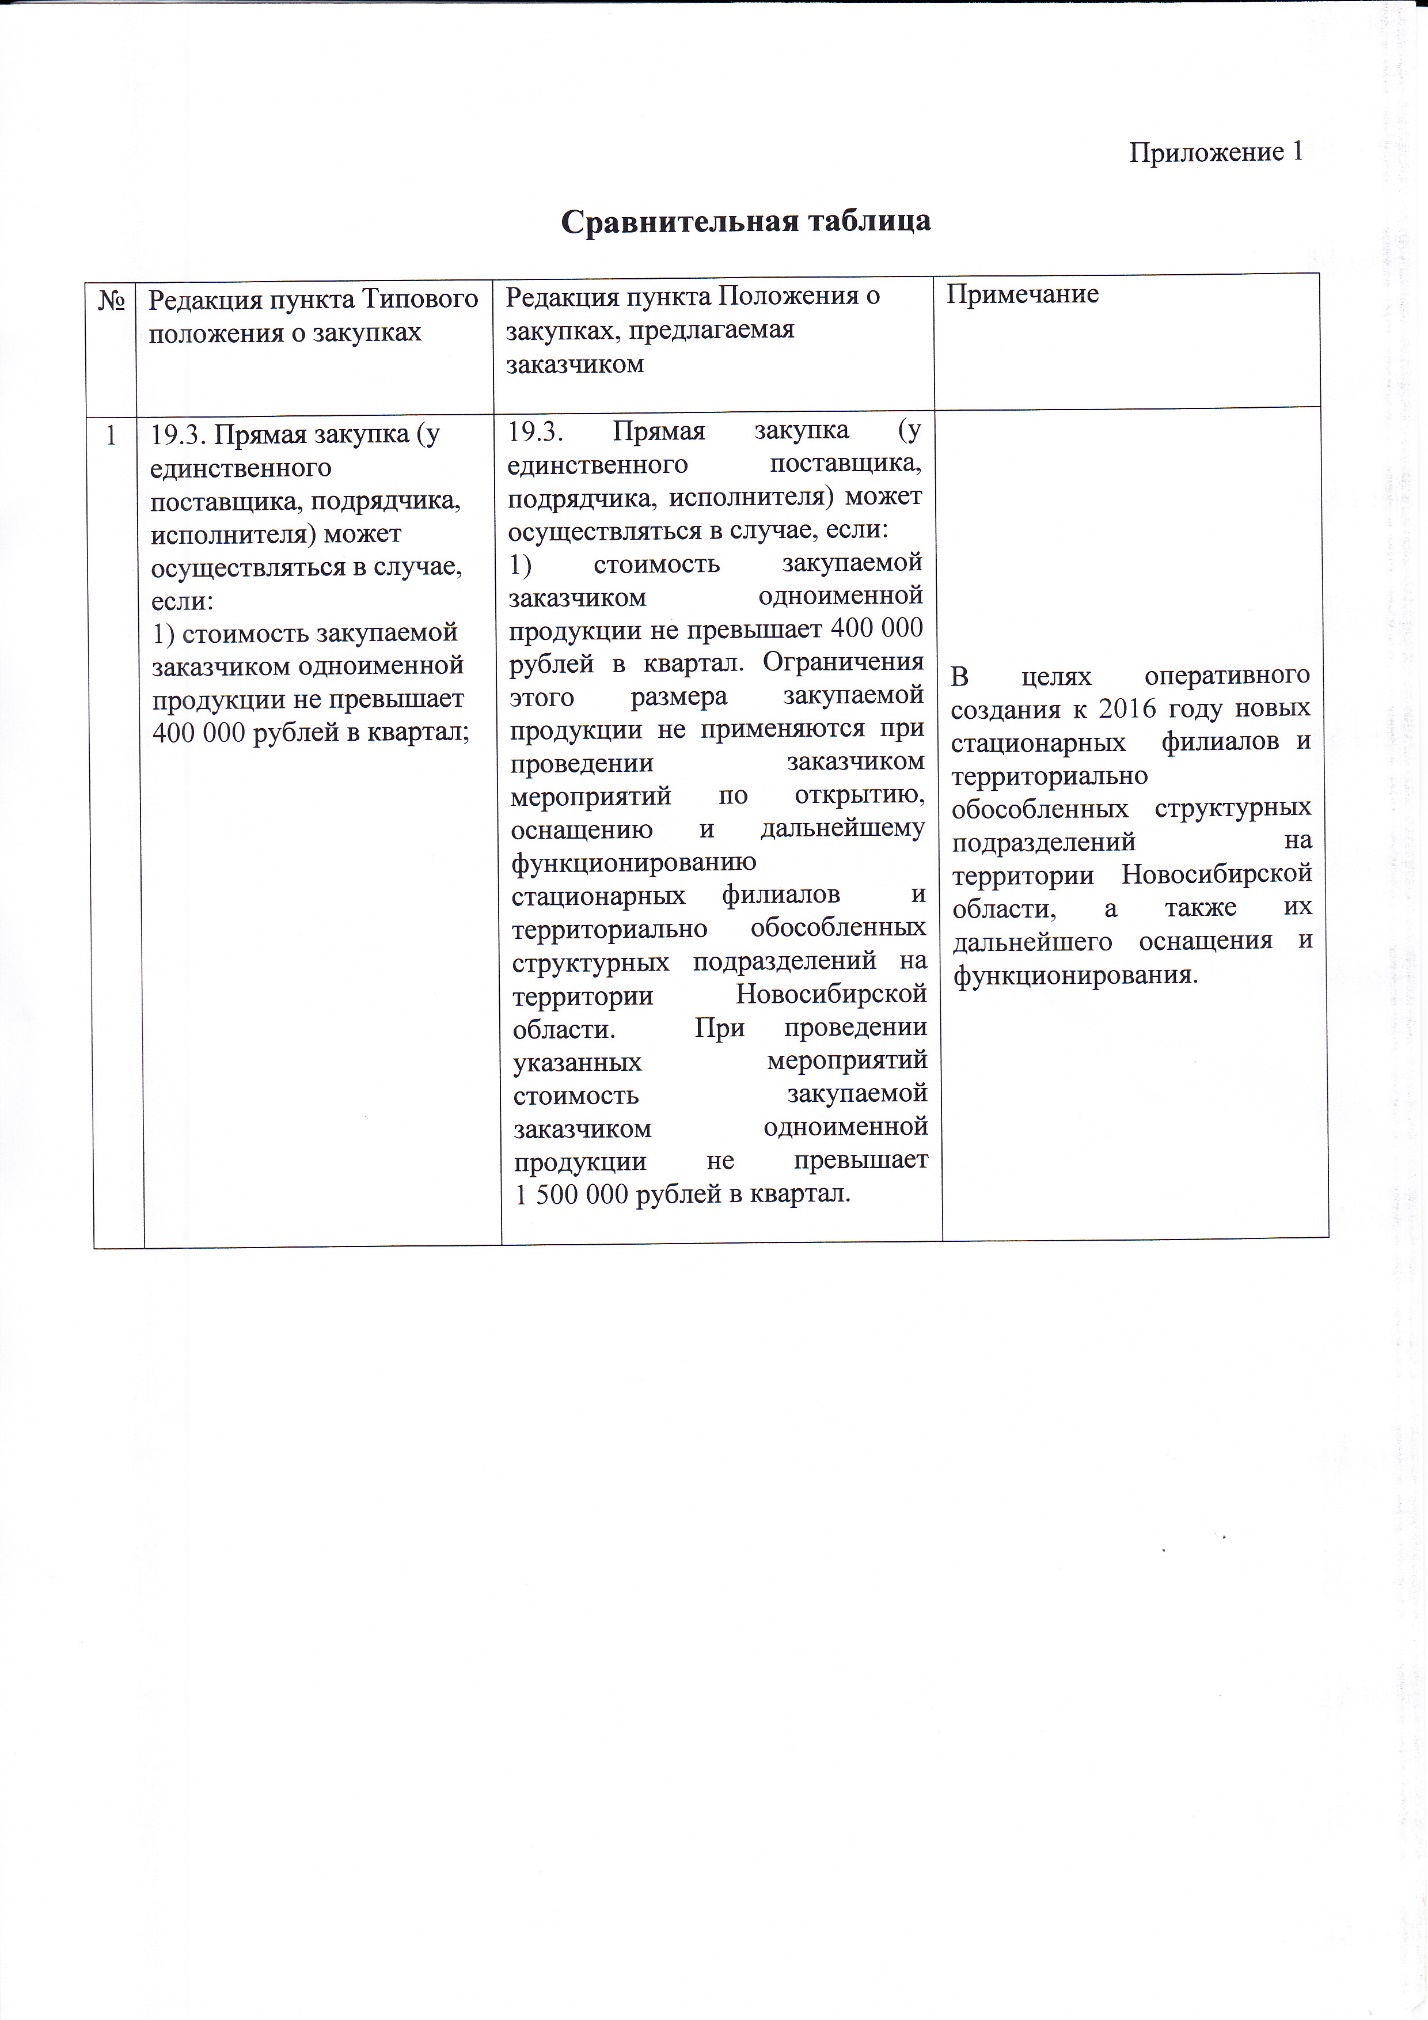 Приложение 1
Сравнительная таблица
№
Редакция пункта Типового
положения о закупках
Редакция пункта Положения о
закупках, предлагаемая
заказчиком
Примечание
1
19.3. Прямая закупка (у
единственного
поставщика, подрядчика,
исполнителя) может
осуществляться в случае,
если:
1) стоимость закупаемой
заказчиком одноименной
продукции не превышает
400 000 рублей в квартал;
19.3. Прямая закупка (у
единственного поставщика,
подрядчика, исполнителя) может
осуществляться в случае, если:
1) стоимость закупаемой
заказчиком одноименной
продукции не превышает 400 000
рублей в квартал. Ограничения
этого размера закупаемой
продукции не применяются при
проведении заказчиком
мероприятий по открытию,
оснащению и дальнейшему
функционированию
стационарных филиалов и
территориально обособленных
структурных подразделений на
территории Новосибирской
области. При проведении
указанных мероприятий
стоимость закупаемой
заказчиком одноименной
продукции не превышает
1 500 000 рублей в квартал.
В целях оперативного
создания к 2016 году новых
стационарных филиалов и
территориально
обособленных структурных
подразделений на
территории Новосибирской
области, а также их
дальнейшего оснащения и
функционирования.